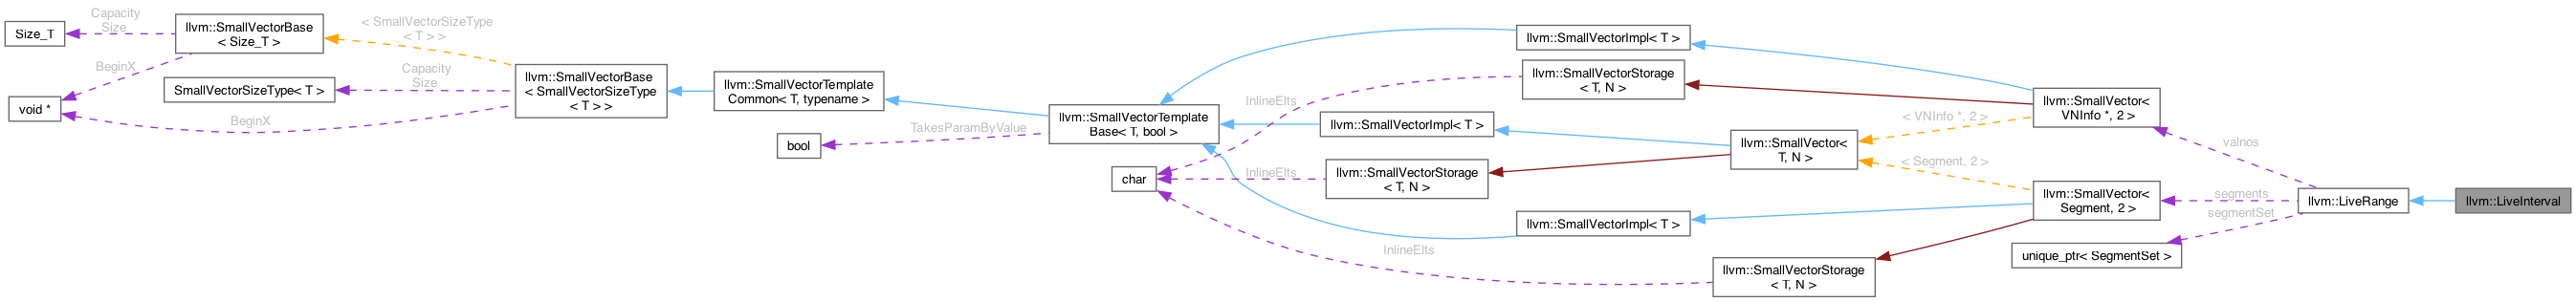 Size_T
Capacity
Size
llvm::SmallVectorBase
< Size_T >
< SmallVectorSizeType
< T > >
BeginX
SmallVectorSizeType< T >
void *
Capacity
Size
BeginX
llvm::SmallVectorBase
< SmallVectorSizeType
< T > >
llvm::SmallVectorTemplate
Common< T, typename >
bool
TakesParamByValue
llvm::SmallVectorTemplate
Base< T, bool >
char
InlineElts
InlineElts
InlineElts
llvm::SmallVectorImpl< T >
llvm::SmallVectorStorage
< T, N >
llvm::SmallVectorImpl< T >
llvm::SmallVectorStorage
< T, N >
llvm::SmallVectorImpl< T >
llvm::SmallVectorStorage
< T, N >
llvm::SmallVector<
T, N >
< VNInfo *, 2 >
< Segment, 2 >
llvm::SmallVector<
VNInfo *, 2 >
llvm::SmallVector<
Segment, 2 >
unique_ptr< SegmentSet >
valnos
segments
segmentSet
llvm::LiveRange
llvm::LiveInterval